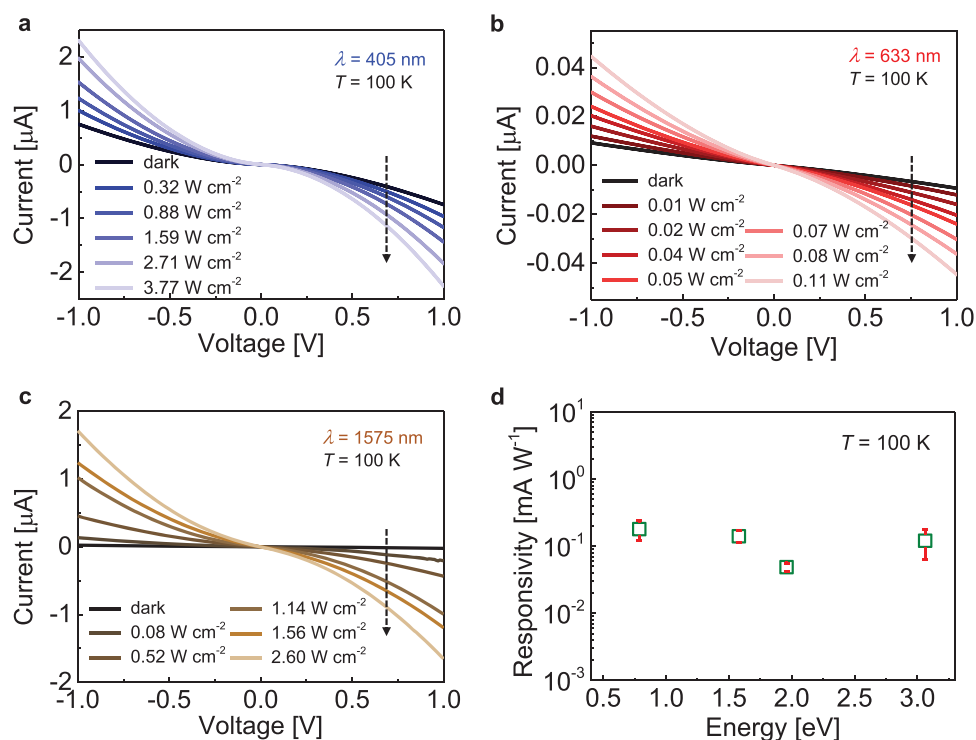 a
λ = 405 nm
T = 100 K
Current [μA]
2
1
0
-1
-2
dark
0.32 W cm⁻²
0.88 W cm⁻²
1.59 W cm⁻²
2.71 W cm⁻²
3.77 W cm⁻²
-1.0 -0.5 0.0 0.5 1.0
Voltage [V]
b
λ = 633 nm
T = 100 K
Current [μA]
0.04
0.02
0.00
-0.02
-0.04
dark
0.01 W cm⁻²
0.02 W cm⁻² 0.07 W cm⁻²
0.04 W cm⁻² 0.08 W cm⁻²
0.05 W cm⁻² 0.11 W cm⁻²
-1.0 -0.5 0.0 0.5 1.0
Voltage [V]
c
λ = 1575 nm
T = 100 K
Current [μA]
2
1
0
-1
-2
dark 1.14 W cm⁻²
0.08 W cm⁻² 1.56 W cm⁻²
0.52 W cm⁻² 2.60 W cm⁻²
-1.0 -0.5 0.0 0.5 1.0
Voltage [V]
d
T = 100 K
Responsivity [mA W⁻¹]
10¹
10⁰
10⁻¹
10⁻²
10⁻³
0.5 1.0 1.5 2.0 2.5 3.0
Energy [eV]